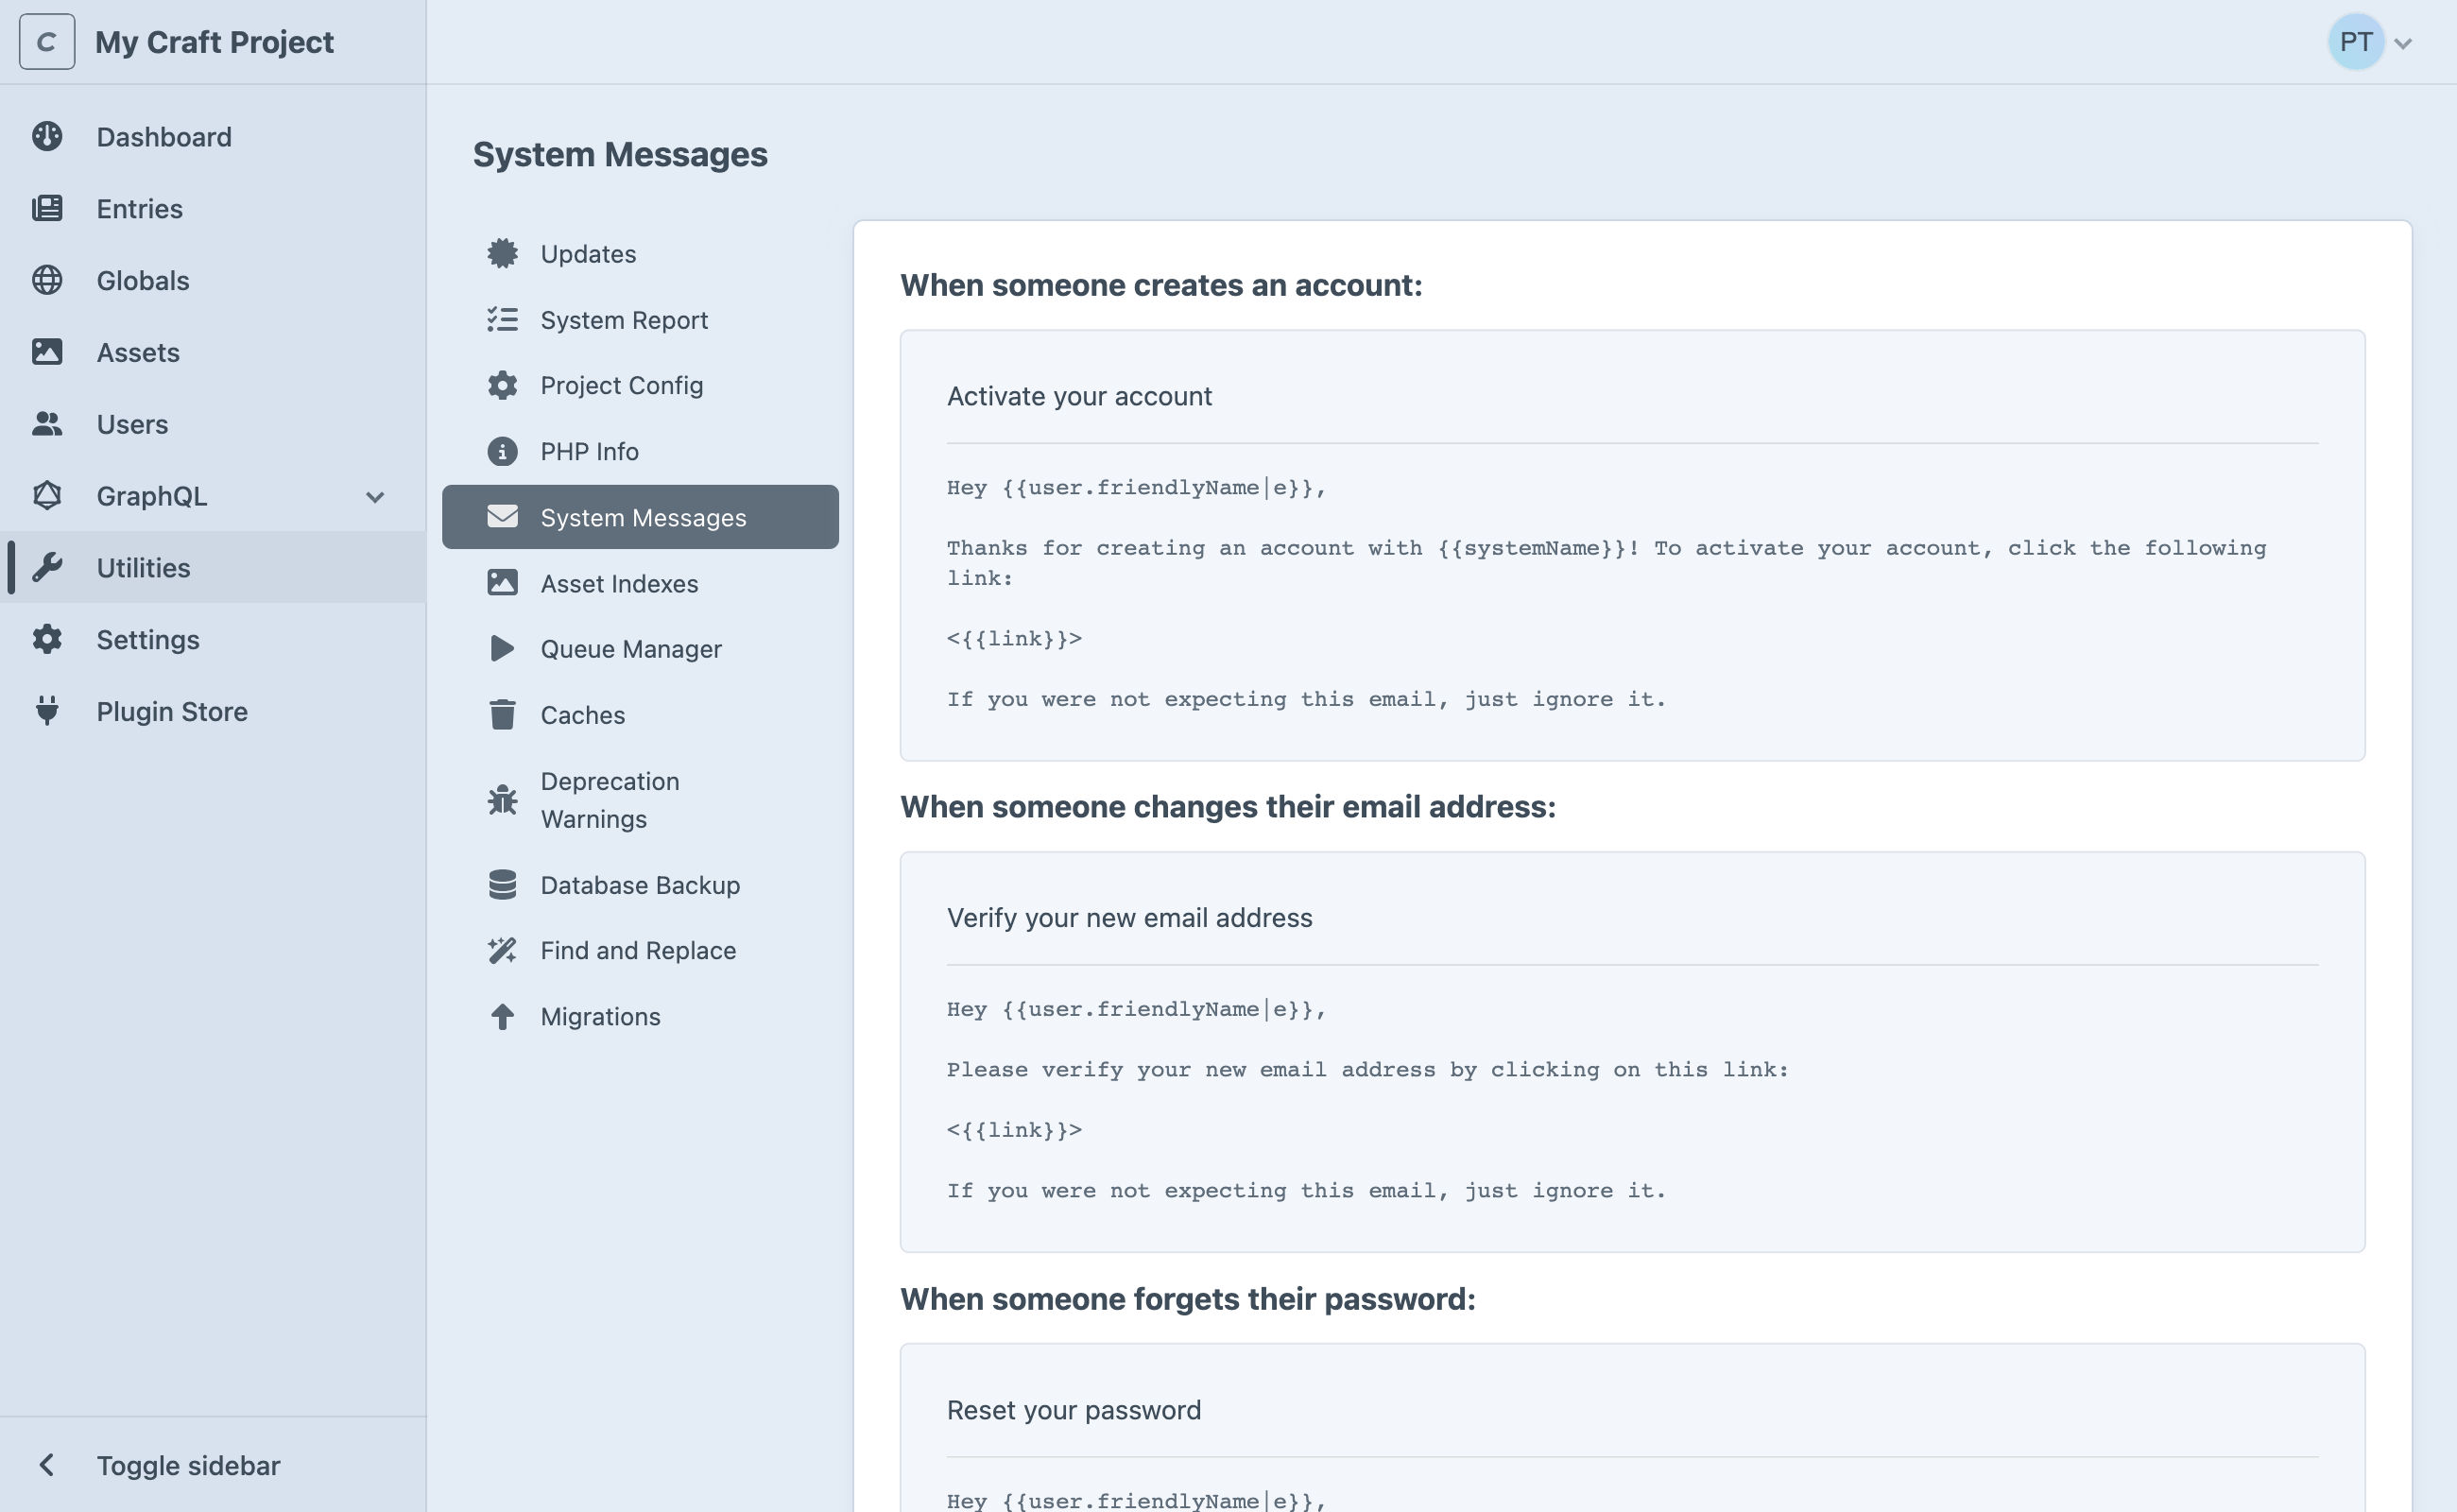 C My Craft Project
PT
Dashboard
Entries
Globals
Assets
Users
GraphQL
Utilities
Settings
Plugin Store
Toggle sidebar
System Messages
Updates
System Report
Project Config
PHP Info
System Messages
Asset Indexes
Queue Manager
Caches
Deprecation
Warnings
Database Backup
Find and Replace
Migrations
When someone creates an account:
Activate your account
Hey {{user.friendlyName|e}},
Thanks for creating an account with {{systemName}}! To activate your account, click the following
link:
<{{link}}>
If you were not expecting this email, just ignore it.
When someone changes their email address:
Verify your new email address
Hey {{user.friendlyName|e}},
Please verify your new email address by clicking on this link:
<{{link}}>
If you were not expecting this email, just ignore it.
When someone forgets their password:
Reset your password
Hey {{user.friendlyName|e}},